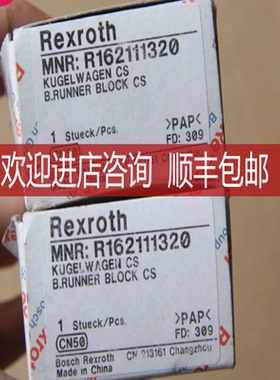 Rexroth
MNR: R162111320
KUGELWAGEN CS
B.RUNNER BLOCK CS
1 Stueck/Pcs.
>PAP<
FD: 309
欢迎进店咨询 顺丰包邮
Rexroth
MNR: R162111320
KUGELWAGEN CS
B.RUNNER BLOCK CS
1 Stueck/Pcs.
>PAP<
CN50
FD: 309
Bosch Rexroth CN-213161 Changzhou
Made in China